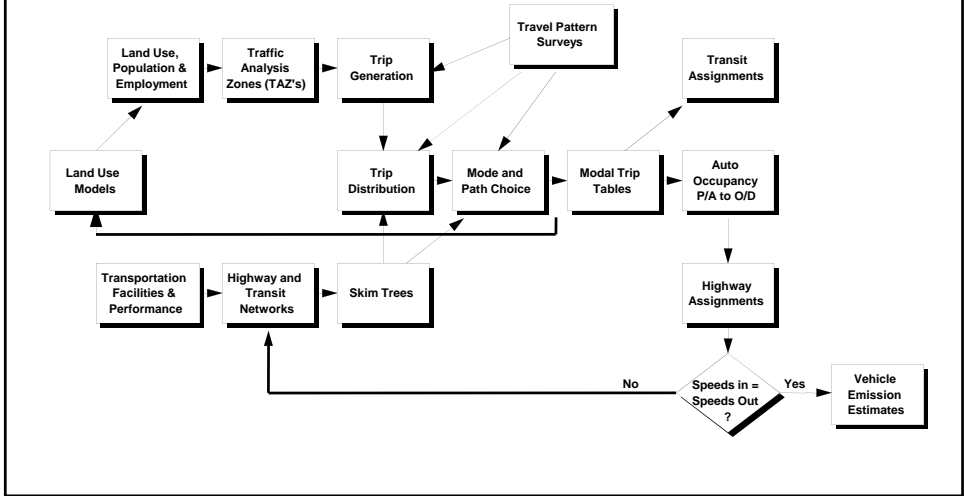 Travel Pattern
Surveys
Land Use,
Population &
Employment
Traffic
Analysis
Zones (TAZ's)
Trip
Generation
Transit
Assignments
Land Use
Models
Trip
Distribution
Mode and
Path Choice
Modal Trip
Tables
Auto
Occupancy
P/A to O/D
Transportation
Facilities &
Performance
Highway and
Transit
Networks
Skim Trees
Highway
Assignments
No
Speeds in =
Speeds Out
?
Yes
Vehicle
Emission
Estimates